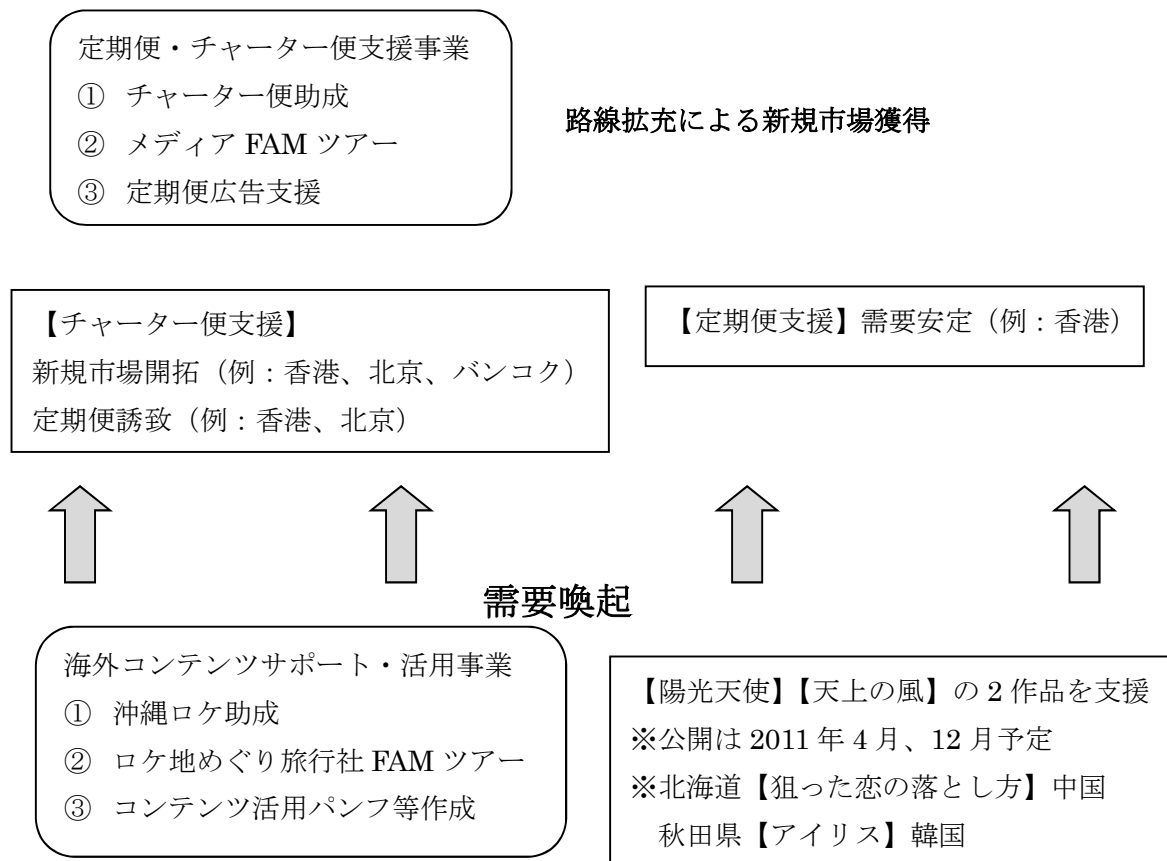 定期便・チャーター便支援事業
① チャーター便助成
② メディア FAM ツアー
③ 定期便広告支援
路線拡充による新規市場獲得
【チャーター便支援】
新規市場開拓（例：香港、北京、バンコク）
定期便誘致（例：香港、北京）
【定期便支援】需要安定（例：香港）
需要喚起
海外コンテンツサポート・活用事業
① 沖縄ロケ助成
② ロケ地めぐり旅行社 FAM ツアー
③ コンテンツ活用パンフ等作成
【陽光天使】【天上の風】の 2 作品を支援
※公開は 2011 年 4 月、12 月予定
※北海道【狙った恋の落とし方】中国
秋田県【アイリス】韓国